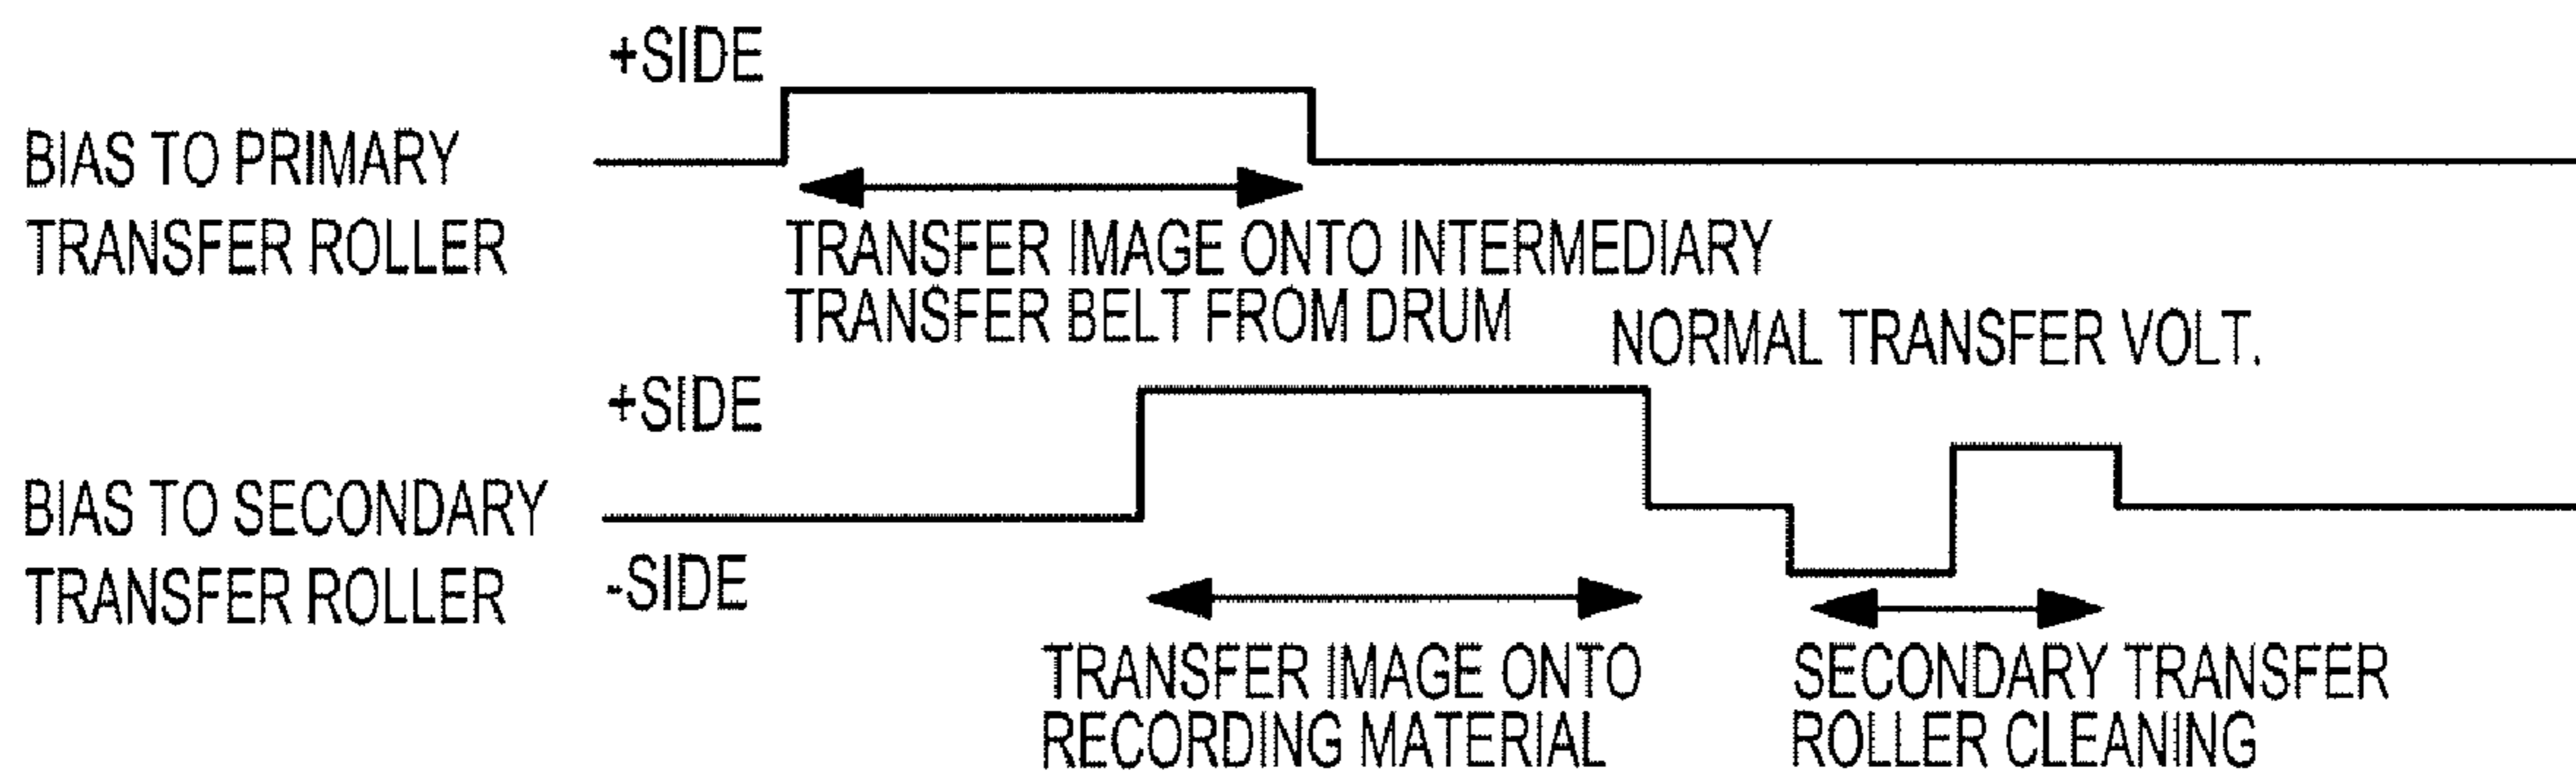 +SIDE
BIAS TO PRIMARY
TRANSFER ROLLER
TRANSFER IMAGE ONTO INTERMEDIARY
TRANSFER BELT FROM DRUM
NORMAL TRANSFER VOLT.
+SIDE
BIAS TO SECONDARY
TRANSFER ROLLER
-SIDE
TRANSFER IMAGE ONTO
RECORDING MATERIAL
SECONDARY TRANSFER
ROLLER CLEANING